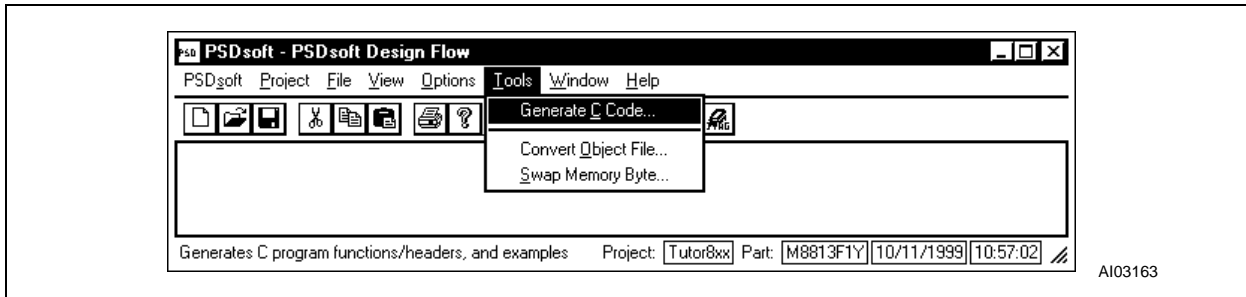 PSD PSDsoft - PSDsoft Design Flow
PSDsoft Project File View Options Tools Window Help
Generate C Code...
Convert Object File...
Swap Memory Byte...
Generates C program functions/headers, and examples Project: Tutor8xx Part: M8813F1Y 10/11/1999 10:57:02
AI03163